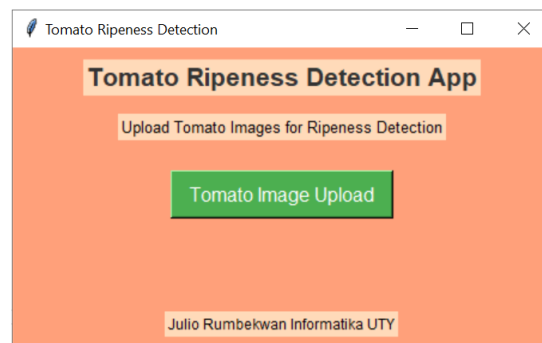 Tomato Ripeness Detection
Tomato Ripeness Detection App
Upload Tomato Images for Ripeness Detection
Tomato Image Upload
Julio Rumbekwan Informatika UTY